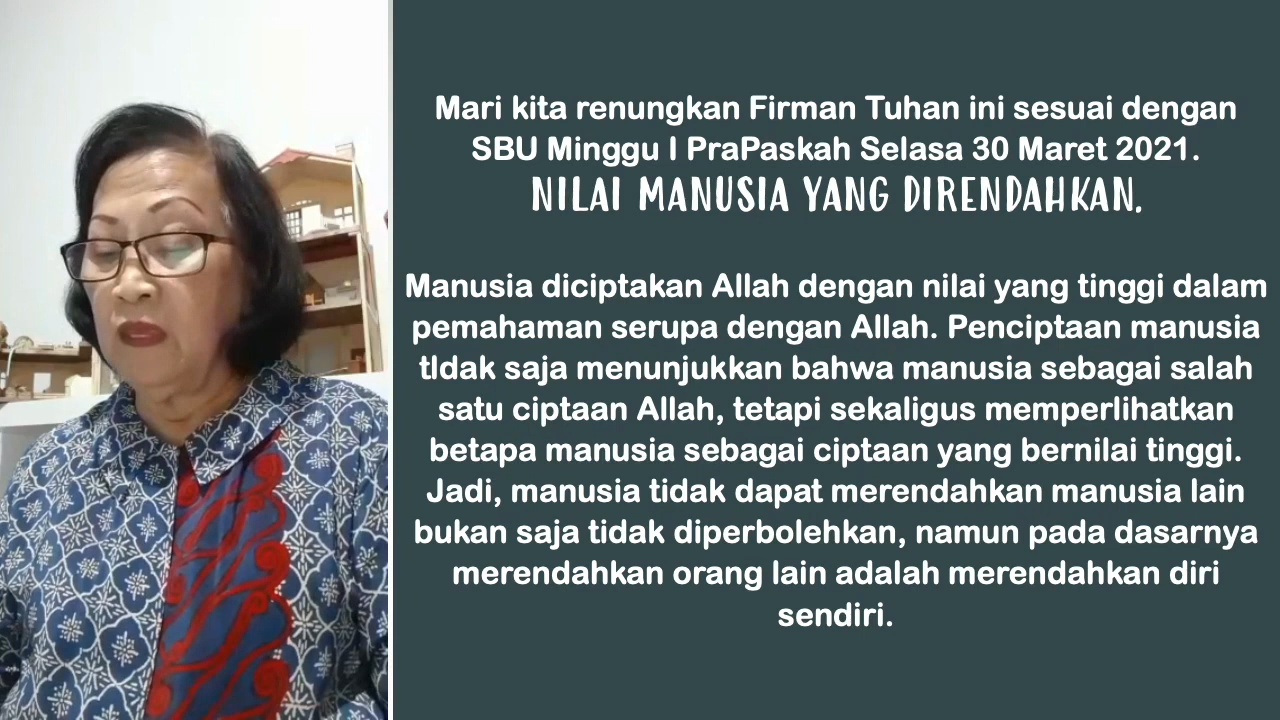 Mari kita renungkan Firman Tuhan ini sesuai dengan
SBU Minggu I PraPaskah Selasa 30 Maret 2021.
NILAI MANUSIA YANG DIRENDAHKAN.
Manusia diciptakan Allah dengan nilai yang tinggi dalam
pemahaman serupa dengan Allah. Penciptaan manusia
tIdak saja menunjukkan bahwa manusia sebagai salah
satu ciptaan Allah, tetapi sekaligus memperlihatkan
betapa manusia sebagai ciptaan yang bernilai tinggi.
Jadi, manusia tidak dapat merendahkan manusia lain
bukan saja tidak diperbolehkan, namun pada dasarnya
merendahkan orang lain adalah merendahkan diri
sendiri.